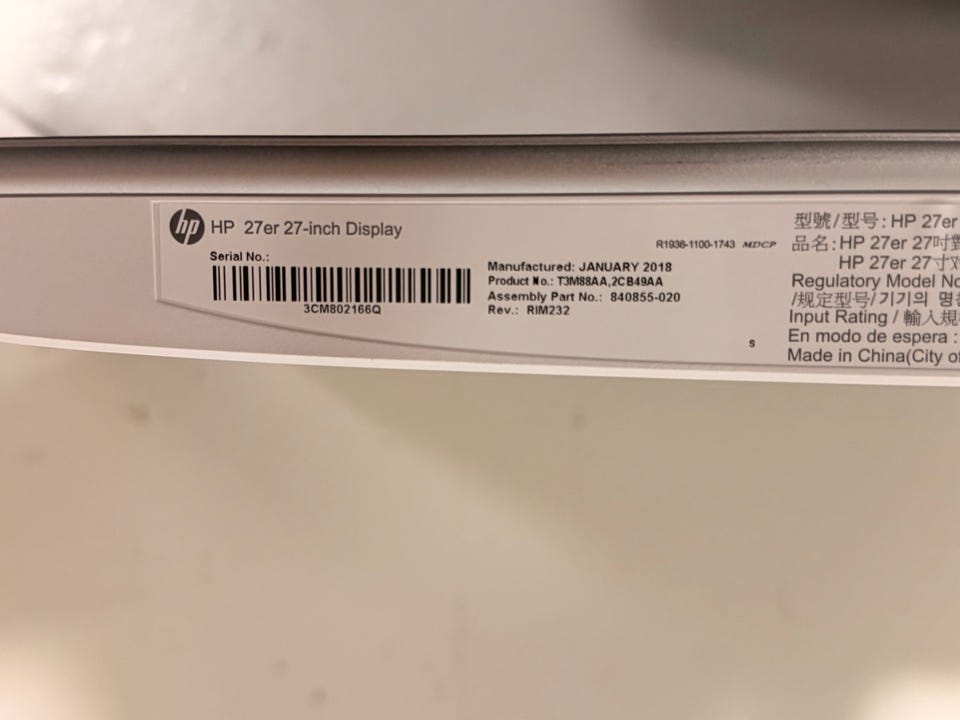 hp HP 27er 27-inch Display
Serial No.:
3CM802166Q
R1936-1100-1743 MDCP
Manufactured: JANUARY 2018
Product No.: T3M88AA,2CB49AA
Assembly Part No.: 840855-020
Rev.: RIM232
S
型號/型号: HP 27er
品名: HP 27er 27吋
HP 27er 27寸
Regulatory Model
/规定型号/기기의
Input Rating / 輸入
En modo de espera :
Made in China(City of